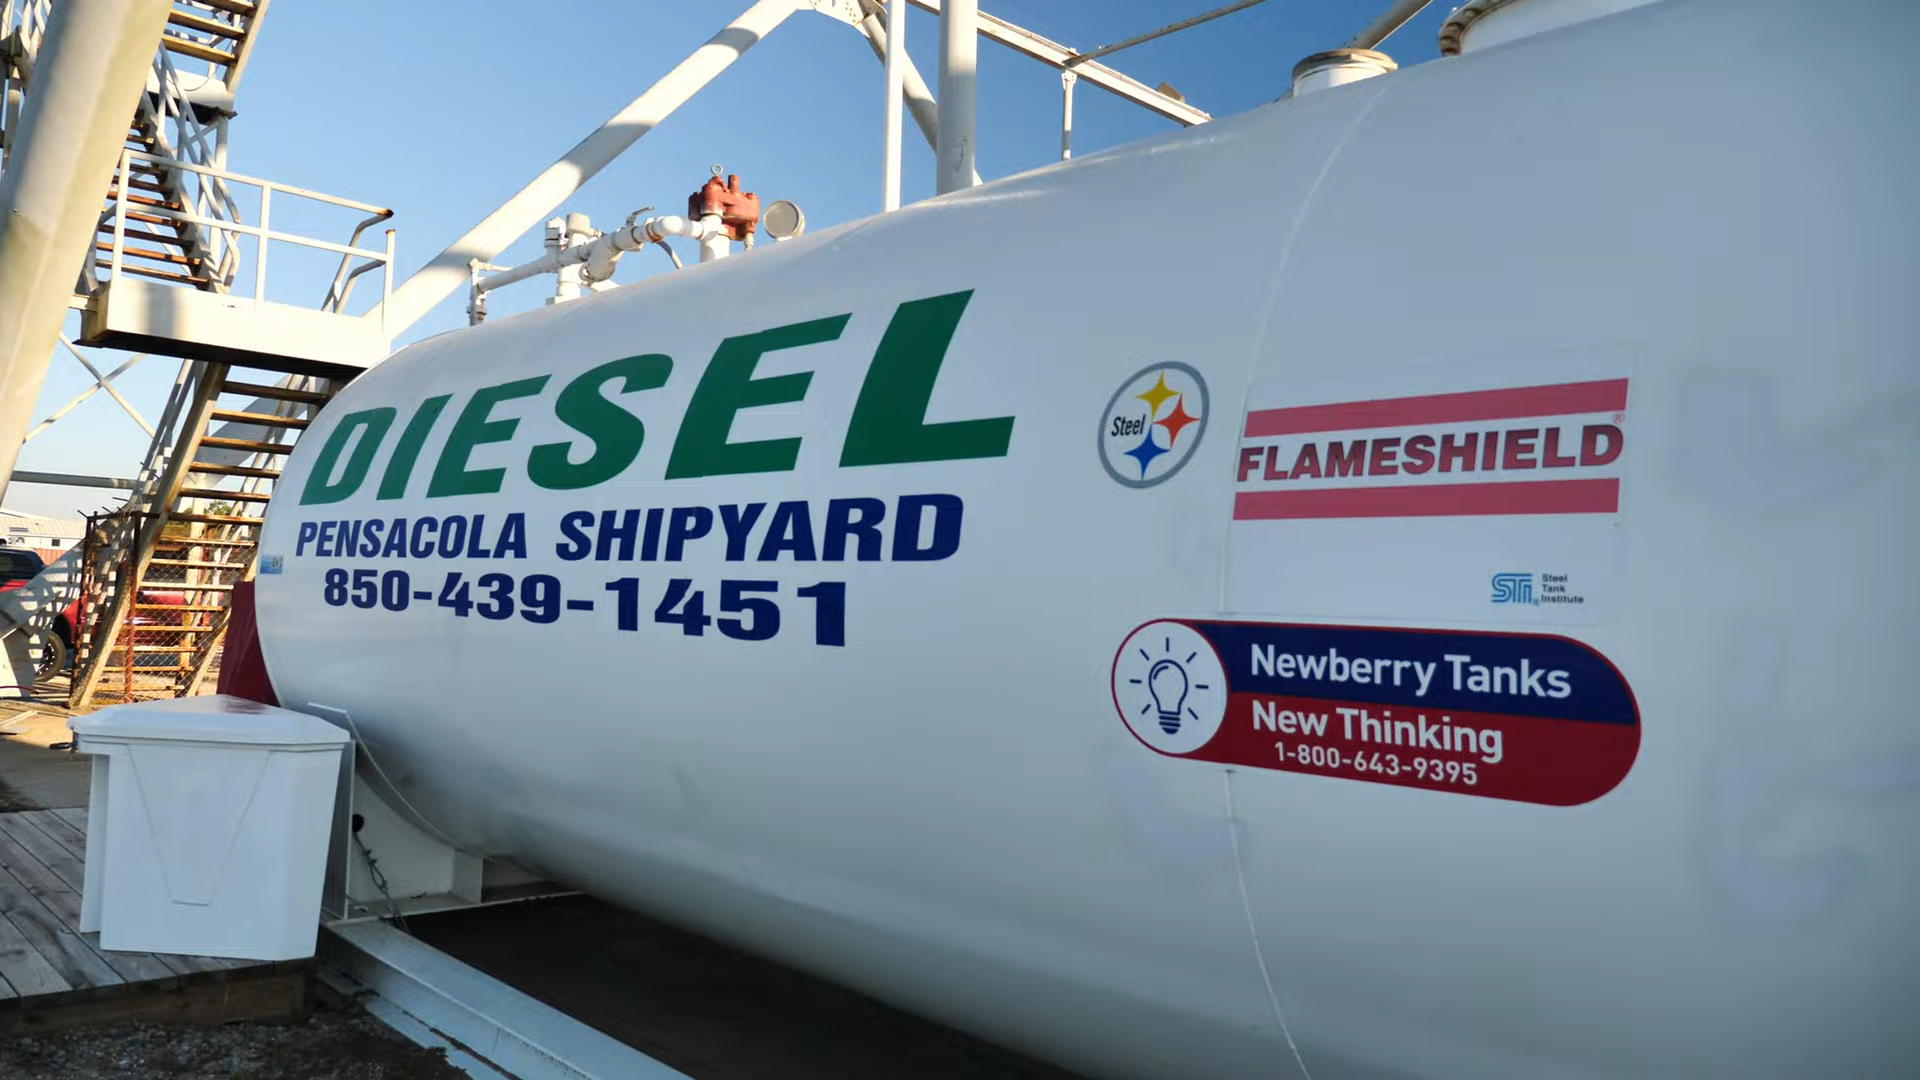 DIESEL
PENSACOLA SHIPYARD
850-439-1451
Steel
FLAMESHIELD®
STI® Steel
Tank
Institute
Newberry Tanks
New Thinking
1-800-643-9395